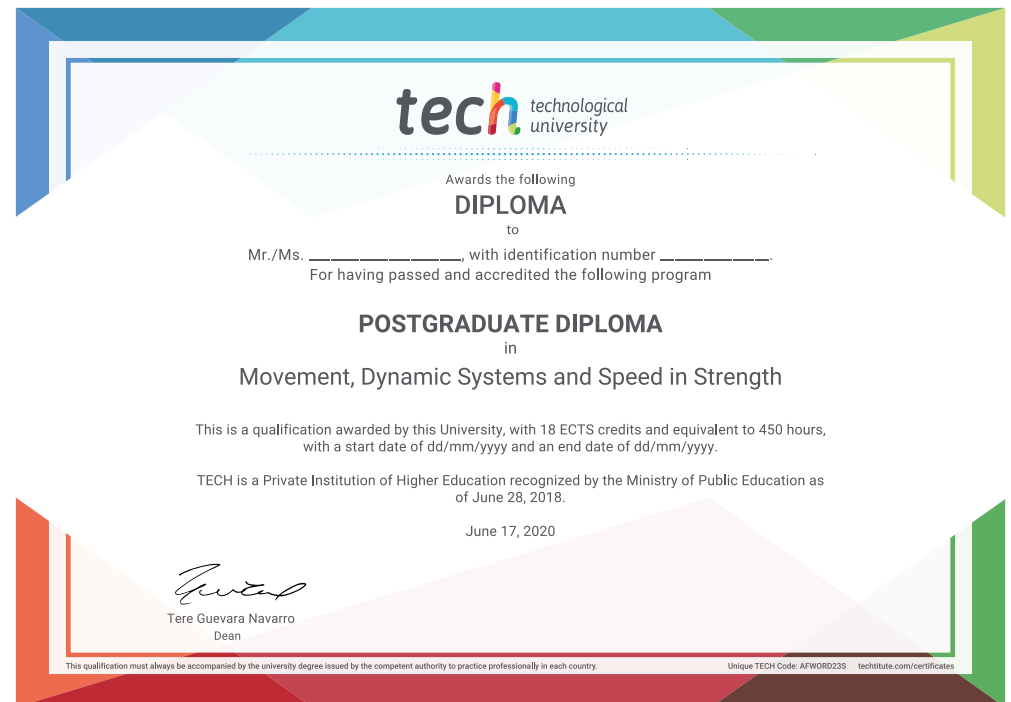 tech technological
university
Awards the following
DIPLOMA
to
Mr./Ms. ____________________, with identification number ______________.
For having passed and accredited the following program
POSTGRADUATE DIPLOMA
in
Movement, Dynamic Systems and Speed in Strength
This is a qualification awarded by this University, with 18 ECTS credits and equivalent to 450 hours,
with a start date of dd/mm/yyyy and an end date of dd/mm/yyyy.
TECH is a Private Institution of Higher Education recognized by the Ministry of Public Education as
of June 28, 2018.
June 17, 2020
Tere Guevara Navarro
Dean
This qualification must always be accompanied by the university degree issued by the competent authority to practice professionally in each country.
Unique TECH Code: AFWORD23S techtitute.com/certificates